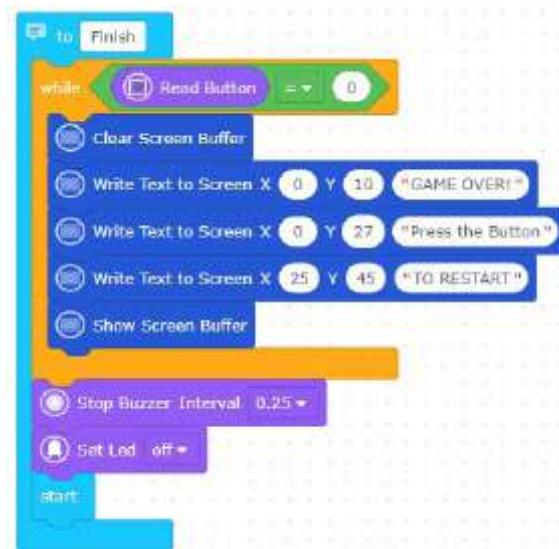 to Finish
while Read Button = 0
Clear Screen Buffer
Write Text to Screen X 0 Y 10 "GAME OVER!"
Write Text to Screen X 0 Y 27 "Press the Button"
Write Text to Screen X 25 Y 45 "TO RESTART"
Show Screen Buffer
Stop Buzzer Interval 0.25
Set Led off
start